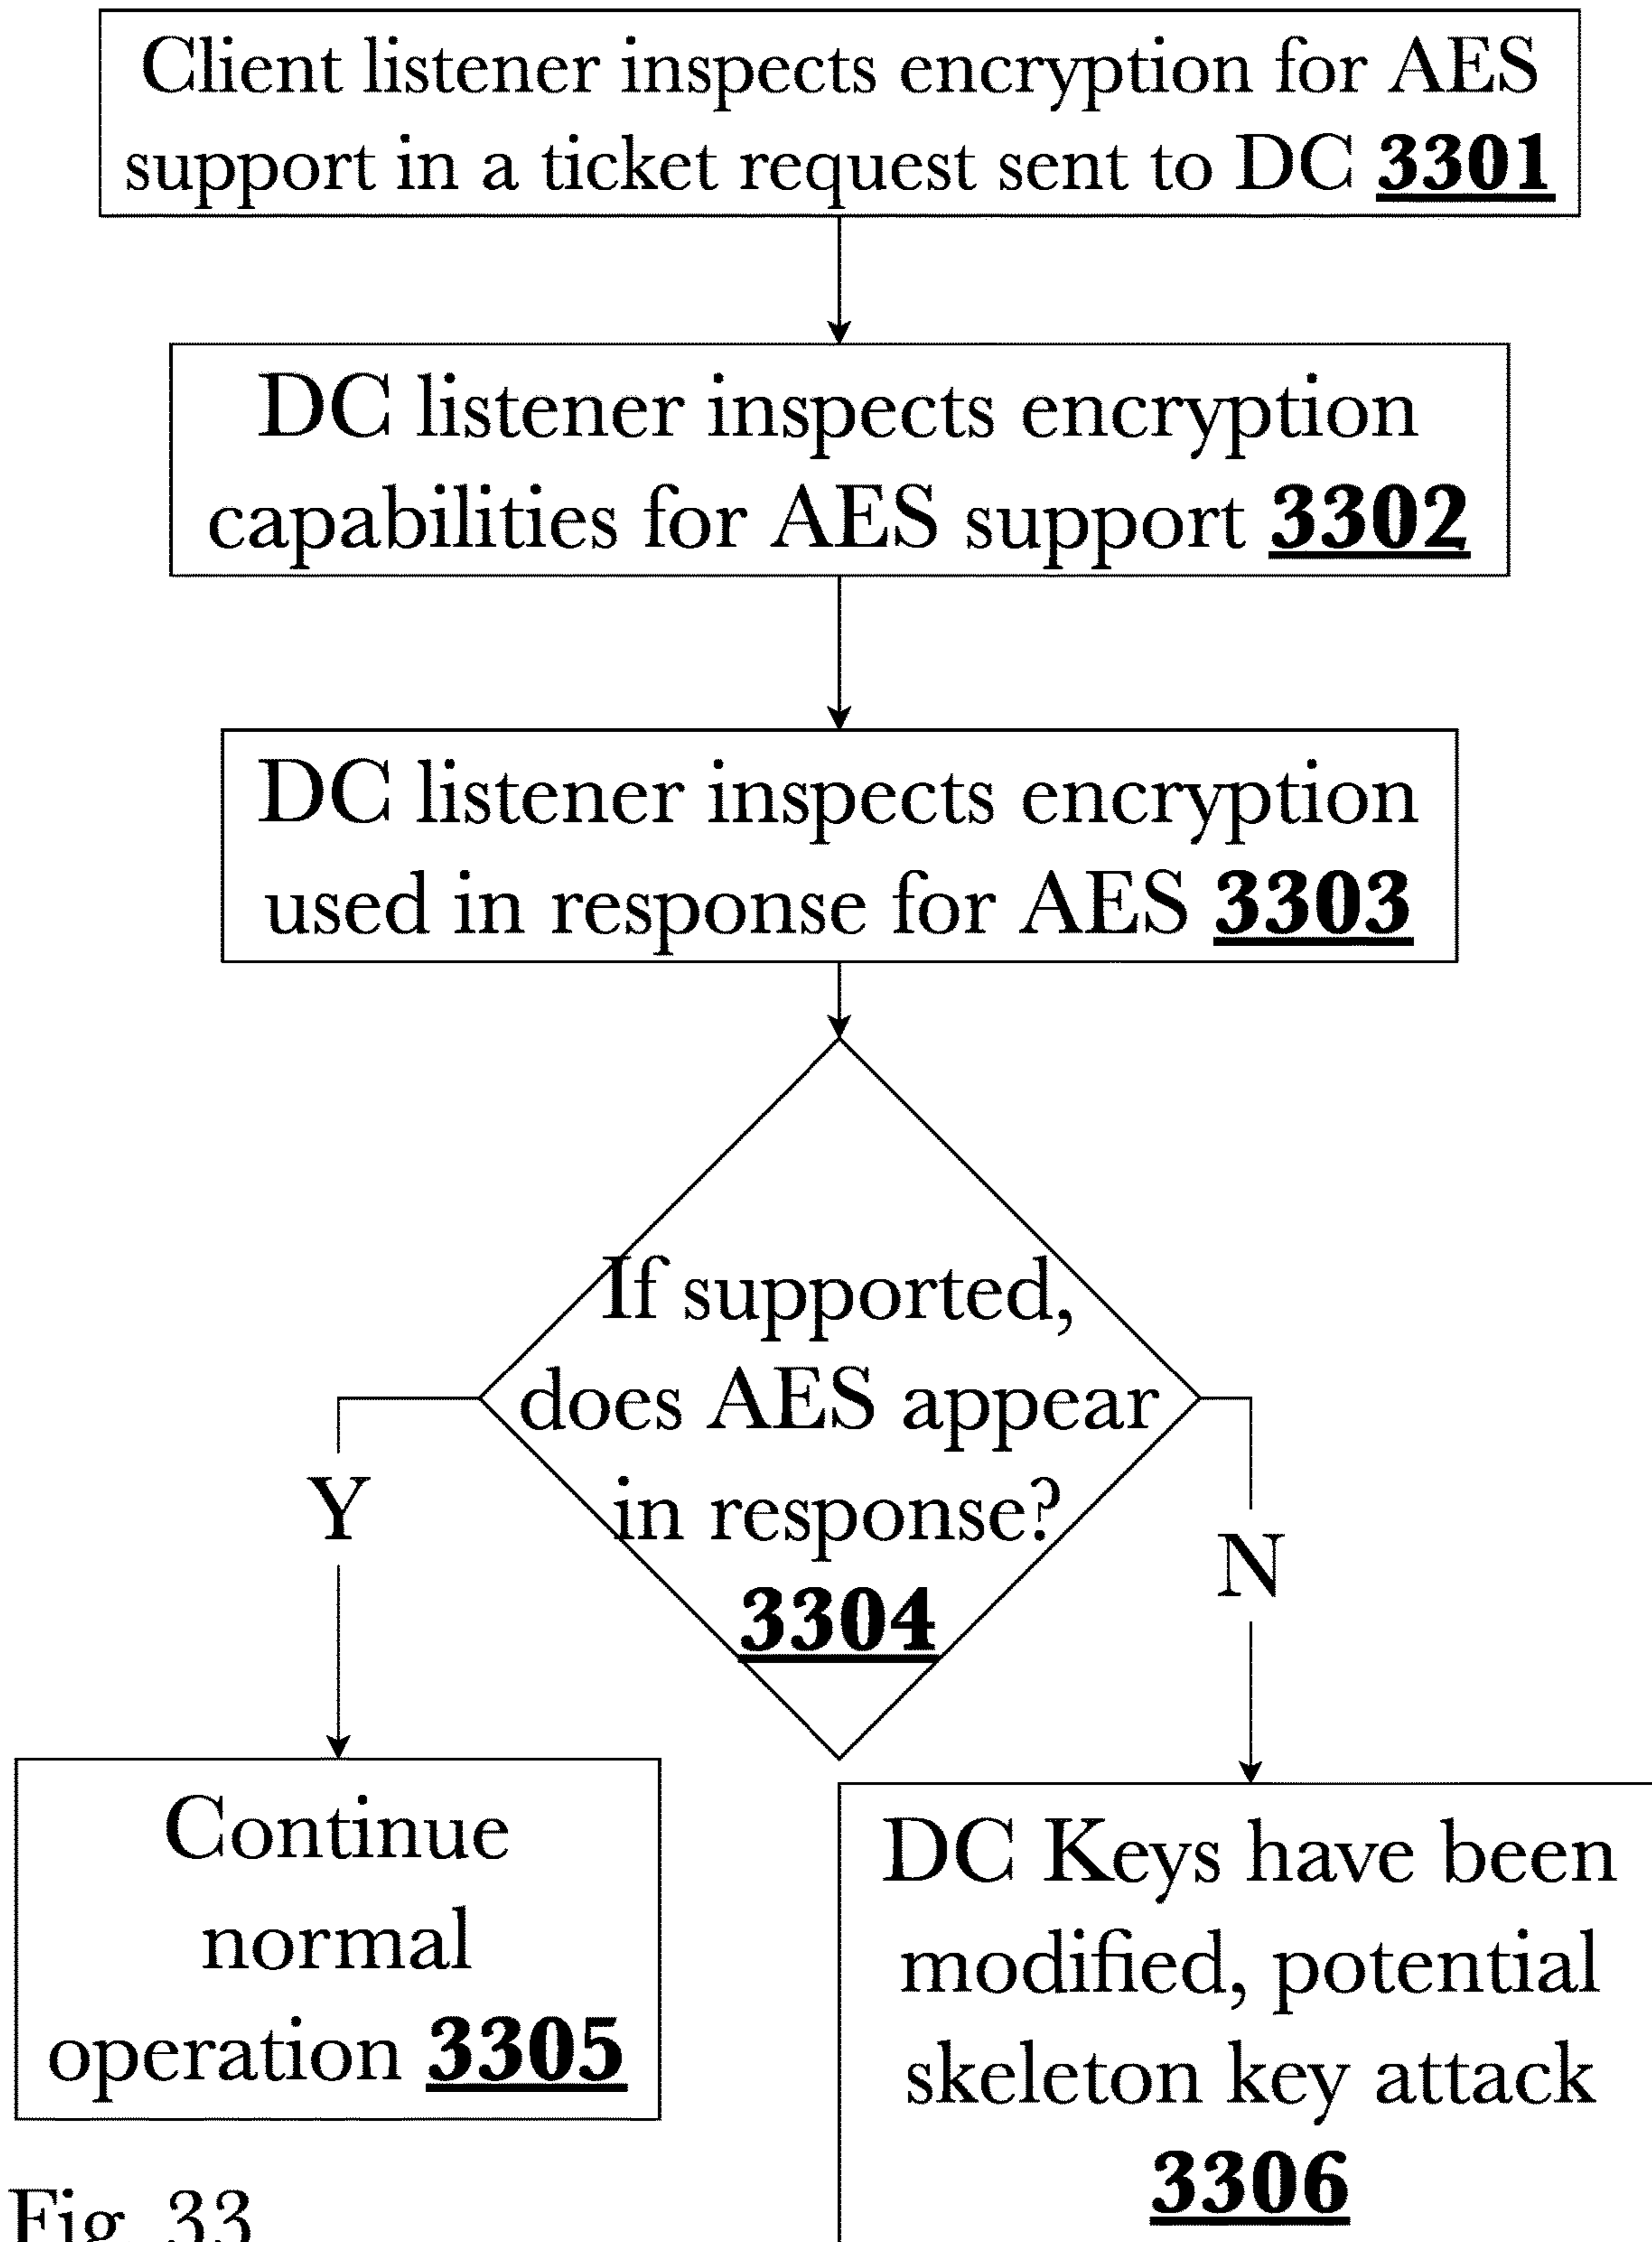 Client listener inspects encryption for AES
support in a ticket request sent to DC 3301
DC listener inspects encryption
capabilities for AES support 3302
DC listener inspects encryption
used in response for AES 3303
If supported,
does AES appear
in response?
3304
Y
N
Continue
normal
operation 3305
DC Keys have been
modified, potential
skeleton key attack
3306
Fig. 33